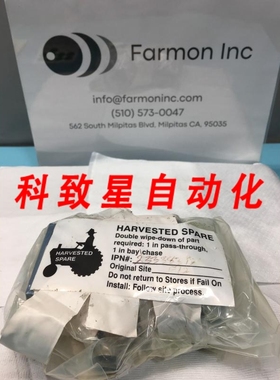 Farmon Inc
info@farmoninc.com
(510) 573-0047
562 South Milpitas Blvd, Milpitas CA, 95035
科致星自动化
HARVESTED SPARE
Double wipe-down of part
required: 1 in pass-through,
1 in bay/chase
IPN#:
Original Site
Do not return to Stores if Fail On
Install: Follow site process
HARVESTED
SPARE